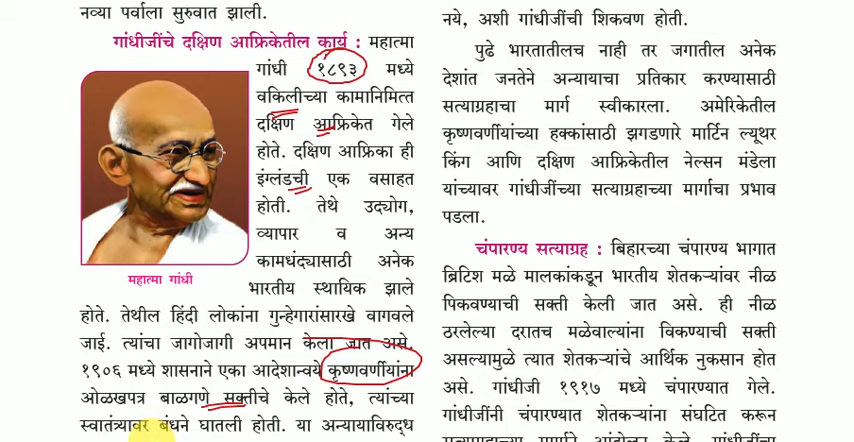 नव्या पर्वाला सुरुवात झाली.
गांधीजींचे दक्षिण आफ्रिकेतील कार्य : महात्मा
गांधी १८९३ मध्ये
वकिलीच्या कामानिमित्त
दक्षिण आफ्रिकेत गेले
होते. दक्षिण आफ्रिका ही
इंग्लंडची एक वसाहत
होती. तेथे उद्योग,
व्यापार व अन्य
कामधंद्यासाठी अनेक
भारतीय स्थायिक झाले
महात्मा गांधी
होते. तेथील हिंदी लोकांना गुन्हेगारांसारखे वागवले
जाई. त्यांचा जागोजागी अपमान केला जात असे.
१९०६ मध्ये शासनाने एका आदेशान्वये कृष्णवर्णीयांना
ओळखपत्र बाळगणे सक्तीचे केले होते, त्यांच्या
स्वातंत्र्यावर बंधने घातली होती. या अन्यायाविरुद्ध
नये, अशी गांधीजींची शिकवण होती.
पुढे भारतातीलच नाही तर जगातील अनेक
देशांत जनतेने अन्यायाचा प्रतिकार करण्यासाठी
सत्याग्रहाचा मार्ग स्वीकारला. अमेरिकेतील
कृष्णवर्णीयांच्या हक्कांसाठी झगडणारे मार्टिन ल्यूथर
किंग आणि दक्षिण आफ्रिकेतील नेल्सन मंडेला
यांच्यावर गांधीजींच्या सत्याग्रहाच्या मार्गाचा प्रभाव
पडला.
चंपारण्य सत्याग्रह : बिहारच्या चंपारण्य भागात
ब्रिटिश मळे मालकांकडून भारतीय शेतकऱ्यांवर नीळ
पिकवण्याची सक्ती केली जात असे. ही नीळ
ठरलेल्या दरातच मळेवाल्यांना विकण्याची सक्ती
असल्यामुळे त्यात शेतकऱ्यांचे आर्थिक नुकसान होत
असे. गांधीजी १९१७ मध्ये चंपारण्यात गेले.
गांधीजींनी चंपारण्यात शेतकऱ्यांना संघटित करून